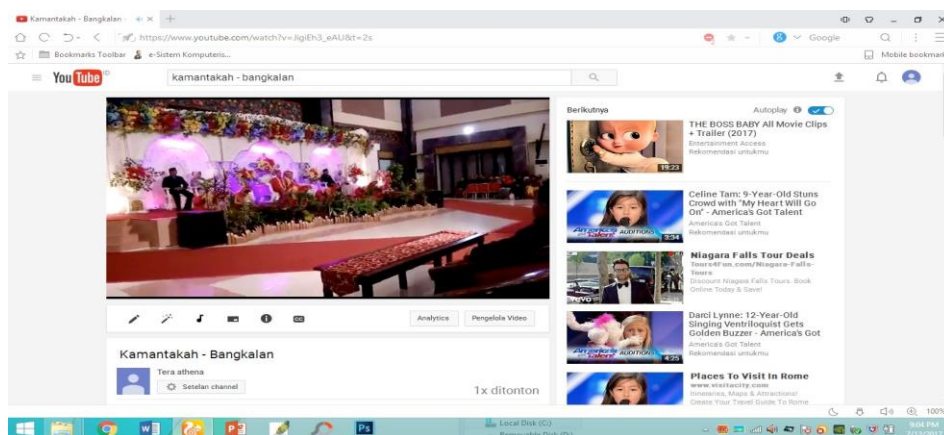 Kamantakah - Bangkalan
https://www.youtube.com/watch?v=JigiEh3_eAU&t=2s
Google
Bookmarks Toolbar
e-Sistem Komputeris...
Mobile bookmark
YouTube ID
kamantakah - bangkalan
Berikutnya
Autoplay
THE BOSS BABY All Movie Clips
+ Trailer (2017)
Entertainment Access
Rekomendasi untukmu
19:23
Celine Tam: 9-Year-Old Stuns
Crowd with "My Heart Will Go
On" - America's Got Talent
America's Got Talent
Rekomendasi untukmu
AUDITIONS
3:34
Niagara Falls Tour Deals
Tours4Fun.com/Niagara-Falls-
Tours
Discount Niagara Falls Tours. Book
Online Today & Save!
vevo
Darci Lynne: 12-Year-Old
Singing Ventriloquist Gets
Golden Buzzer - America's Got
America's Got Talent
Rekomendasi untukmu
AUDITIONS
4:25
Places To Visit In Rome
www.visitacity.com
Itineraries, Maps & Attractions!
Create Your Travel Guide To Rome
Analytics
Pengelola Video
Kamantakah - Bangkalan
Tera athena
Setelan channel
1x ditonton
100%
Local Disk (C:)
9:04 PM